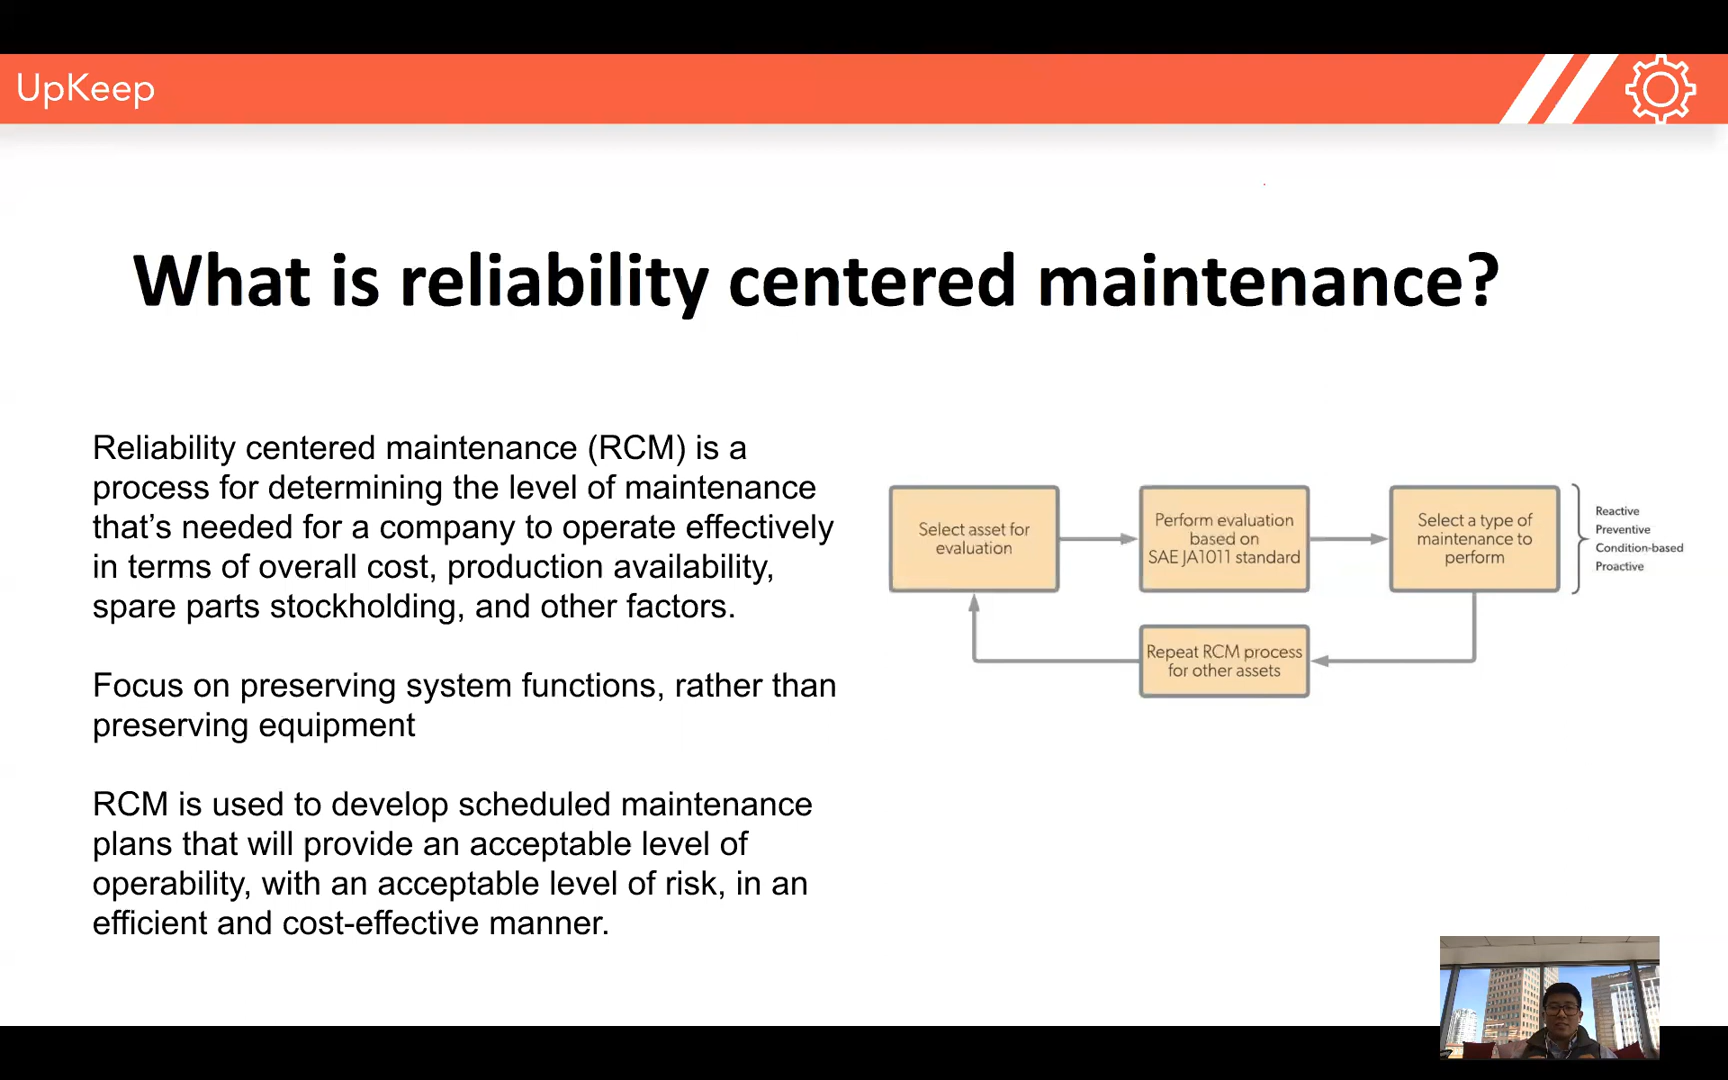 UpKeep
What is reliability centered maintenance?
Reliability centered maintenance (RCM) is a
process for determining the level of maintenance
that’s needed for a company to operate effectively
in terms of overall cost, production availability,
spare parts stockholding, and other factors.
Focus on preserving system functions, rather than
preserving equipment
RCM is used to develop scheduled maintenance
plans that will provide an acceptable level of
operability, with an acceptable level of risk, in an
efficient and cost-effective manner.
Select asset for
evaluation
Perform evaluation
based on
SAE JA1011 standard
Select a type of
maintenance to
perform
Reactive
Preventive
Condition-based
Proactive
Repeat RCM process
for other assets